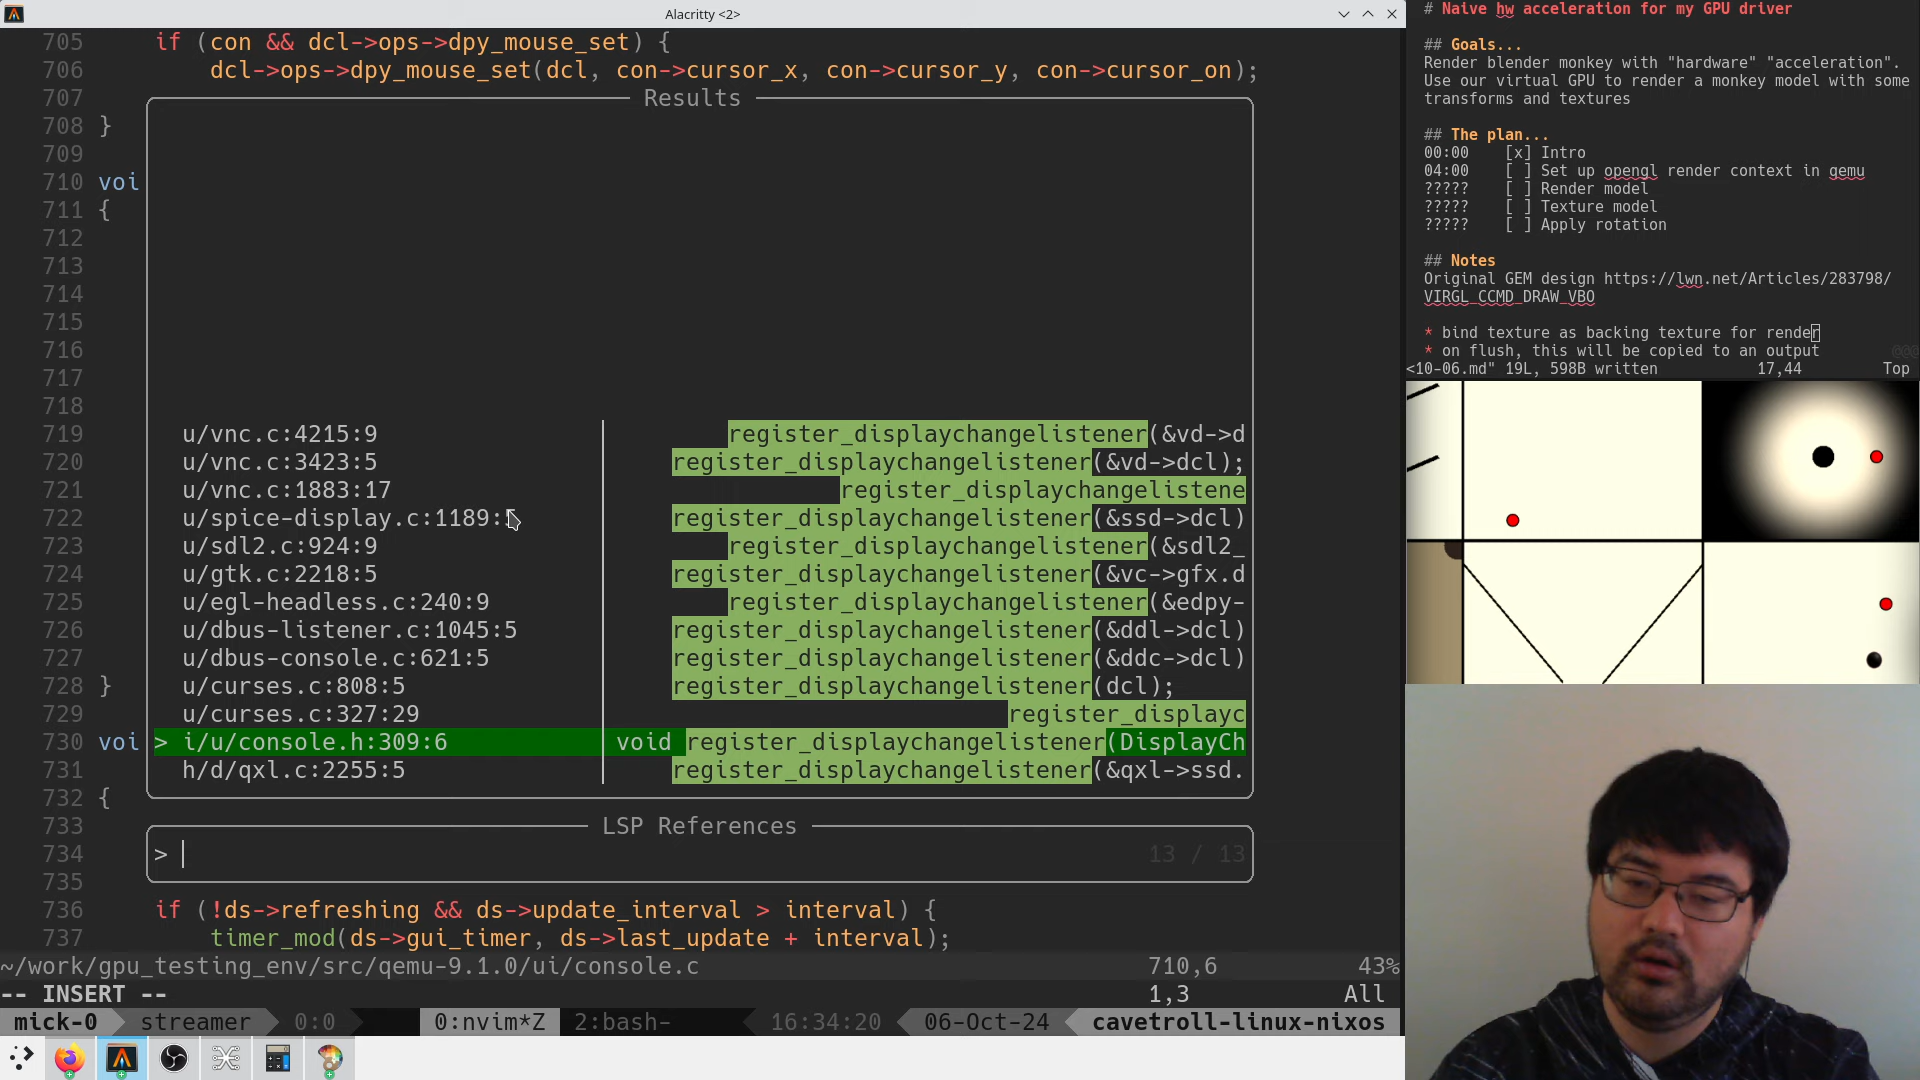 Alacritty <2>
705 if (con && dcl->ops->dpy_mouse_set) {
706 dcl->ops->dpy_mouse_set(dcl, con->cursor_x, con->cursor_y, con->cursor_on);
707
Results
708 }
709
710 voi
711 {
712
713
714
715
716
717
718
719 u/vnc.c:4215:9 register_displaychangelistener(&vd->d
720 u/vnc.c:3423:5 register_displaychangelistener(&vd->dcl);
721 u/vnc.c:1883:17 register_displaychangelistene
722 u/spice-display.c:1189:5 register_displaychangelistener(&ssd->dcl)
723 u/sdl2.c:924:9 register_displaychangelistener(&sdl2_
724 u/gtk.c:2218:5 register_displaychangelistener(&vc->gfx.d
725 u/egl-headless.c:240:9 register_displaychangelistener(&edpy-
726 u/dbus-listener.c:1045:5 register_displaychangelistener(&ddl->dcl)
727 u/dbus-console.c:621:5 register_displaychangelistener(&ddc->dcl)
728 } u/curses.c:808:5 register_displaychangelistener(dcl);
729 u/curses.c:327:29 register_displayc
730 voi > i/u/console.h:309:6 void register_displaychangelistener(DisplayCh
731 h/d/qxl.c:2255:5 register_displaychangelistener(&qxl->ssd.
732 {
733 LSP References
734 > 13 / 13
735
736 if (!ds->refreshing && ds->update_interval > interval) {
737 timer_mod(ds->gui_timer, ds->last_update + interval);
~/work/gpu_testing_env/src/qemu-9.1.0/ui/console.c 710,6 43%
-- INSERT -- 1,3 All
mick-0 streamer 0:0 0:nvim*Z 2:bash- 16:34:20 06-Oct-24 cavetroll-linux-nixos
# Naive hw acceleration for my GPU driver
## Goals...
Render blender monkey with "hardware" "acceleration".
Use our virtual GPU to render a monkey model with some
transforms and textures
## The plan...
00:00 [x] Intro
04:00 [ ] Set up opengl render context in qemu
????? [ ] Render model
????? [ ] Texture model
????? [ ] Apply rotation
## Notes
Original GEM design https://lwn.net/Articles/283798/
VIRGL_CCMD_DRAW_VBO
* bind texture as backing texture for render
* on flush, this will be copied to an output
@@@
<10-06.md" 19L, 598B written 17,44 Top